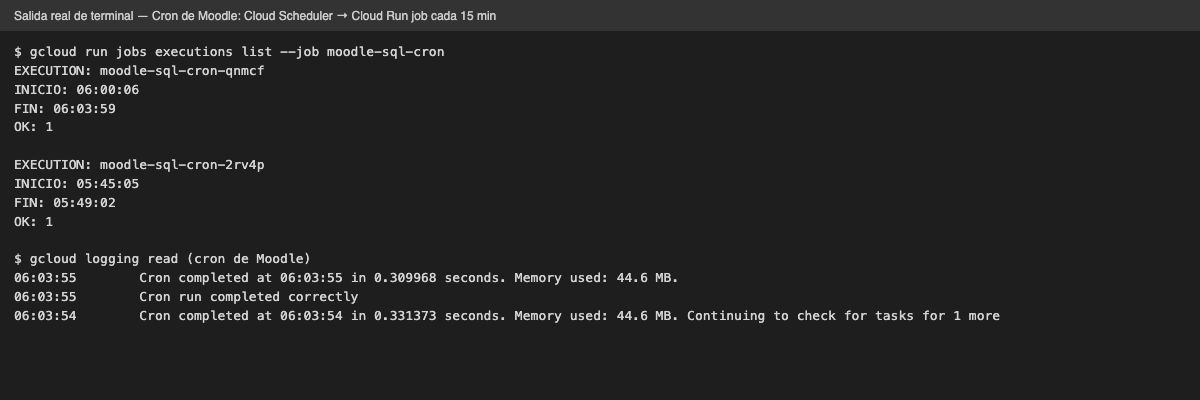 Salida real de terminal — Cron de Moodle: Cloud Scheduler → Cloud Run job cada 15 min
$ gcloud run jobs executions list --job moodle-sql-cron
EXECUTION: moodle-sql-cron-qnmcf
INICIO: 06:00:06
FIN: 06:03:59
OK: 1
EXECUTION: moodle-sql-cron-2rv4p
INICIO: 05:45:05
FIN: 05:49:02
OK: 1
$ gcloud logging read (cron de Moodle)
06:03:55 Cron completed at 06:03:55 in 0.309968 seconds. Memory used: 44.6 MB.
06:03:55 Cron run completed correctly
06:03:54 Cron completed at 06:03:54 in 0.331373 seconds. Memory used: 44.6 MB. Continuing to check for tasks for 1 more